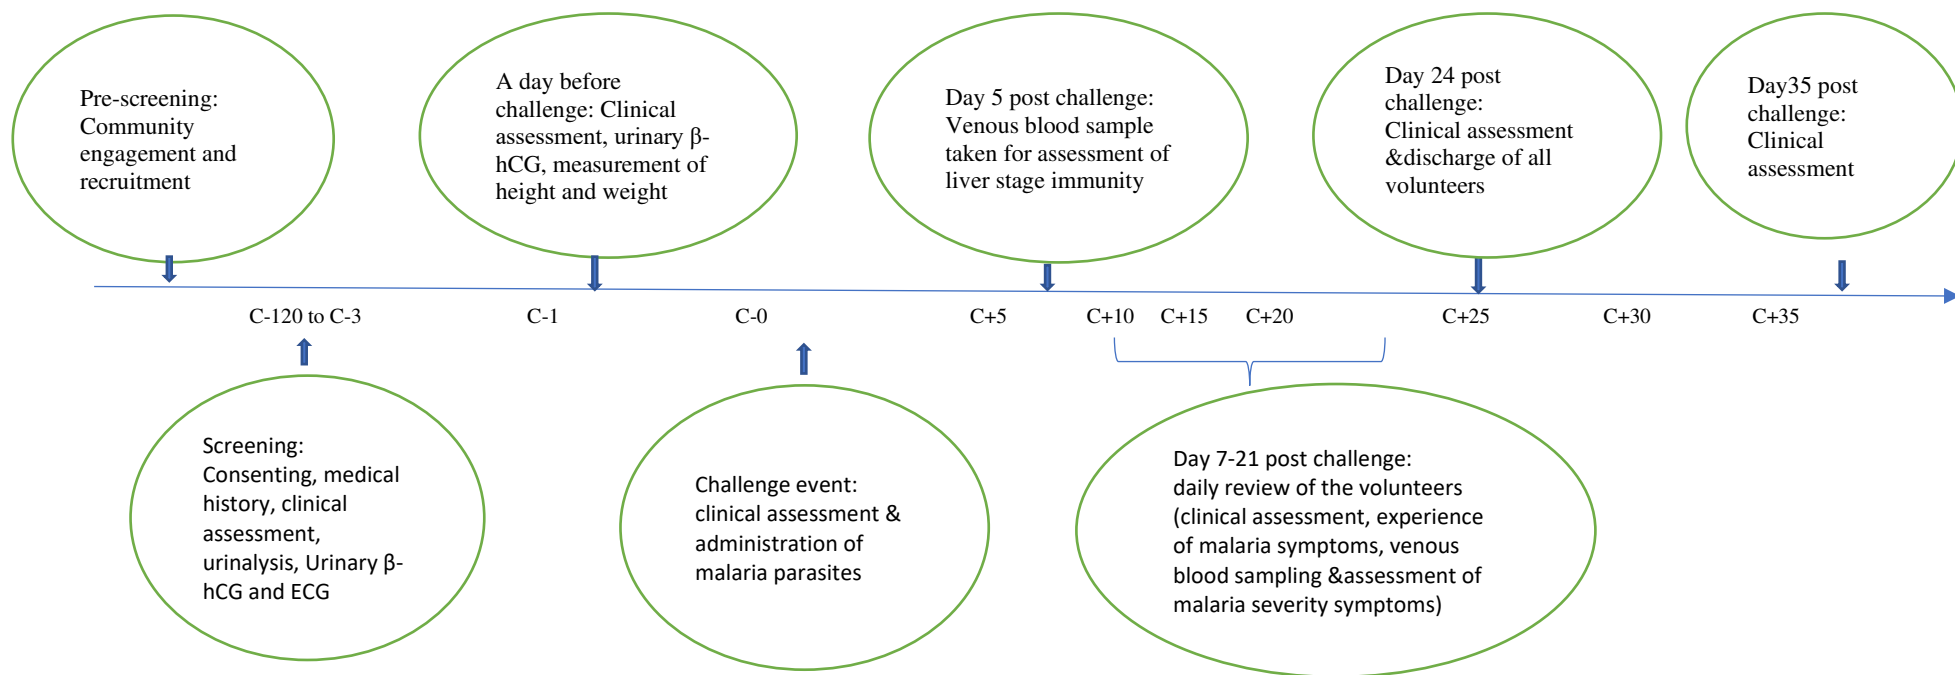 Pre-screening:
Community
engagement and
recruitment
A day before
challenge: Clinical
assessment, urinary β-
hCG, measurement of
height and weight
Day 5 post challenge:
Venous blood sample
taken for assessment of
liver stage immunity
Day 24 post
challenge:
Clinical assessment
&discharge of all
volunteers
Day35 post
challenge:
Clinical
assessment
C-120 to C-3
C-1
C-0
C+5
C+10
C+15
C+20
C+25
C+30
C+35
Screening:
Consenting, medical
history, clinical
assessment,
urinalysis, Urinary β-
hCG and ECG
Challenge event:
clinical assessment &
administration of
malaria parasites
Day 7-21 post challenge:
daily review of the volunteers
(clinical assessment, experience
of malaria symptoms, venous
blood sampling &assessment of
malaria severity symptoms)